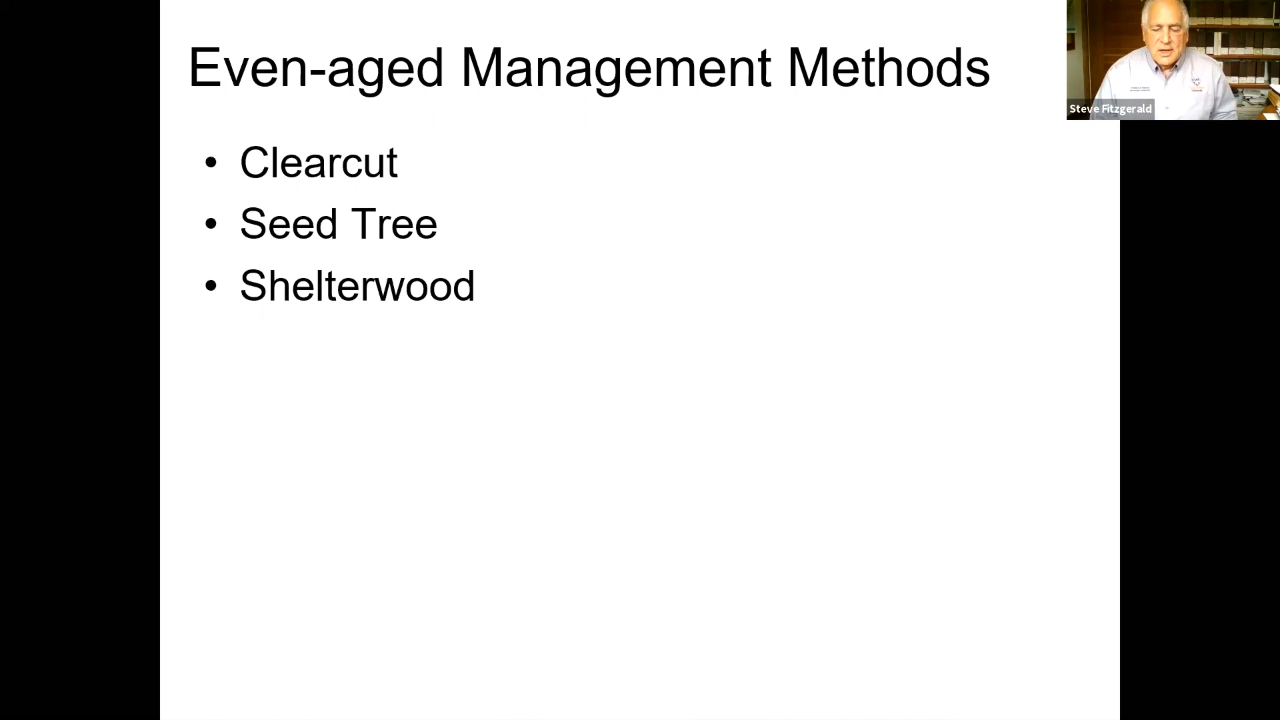 Even-aged Management Methods
• Clearcut
• Seed Tree
• Shelterwood
Steve Fitzgerald